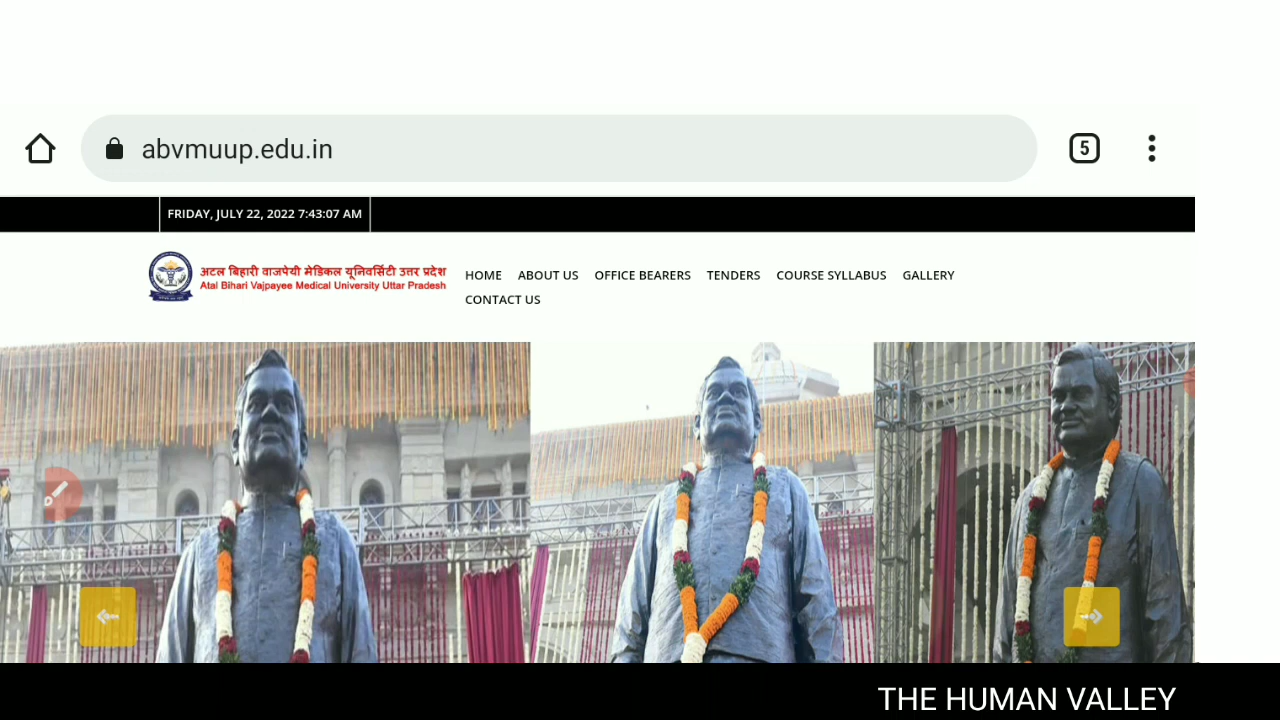 abvmuup.edu.in
5
FRIDAY, JULY 22, 2022 7:43:07 AM
अटल बिहारी वाजपेयी मेडिकल यूनिवर्सिटी उत्तर प्रदेश
Atal Bihari Vajpayee Medical University Uttar Pradesh
HOME ABOUT US OFFICE BEARERS TENDERS COURSE SYLLABUS GALLERY
CONTACT US
THE HUMAN VALLEY